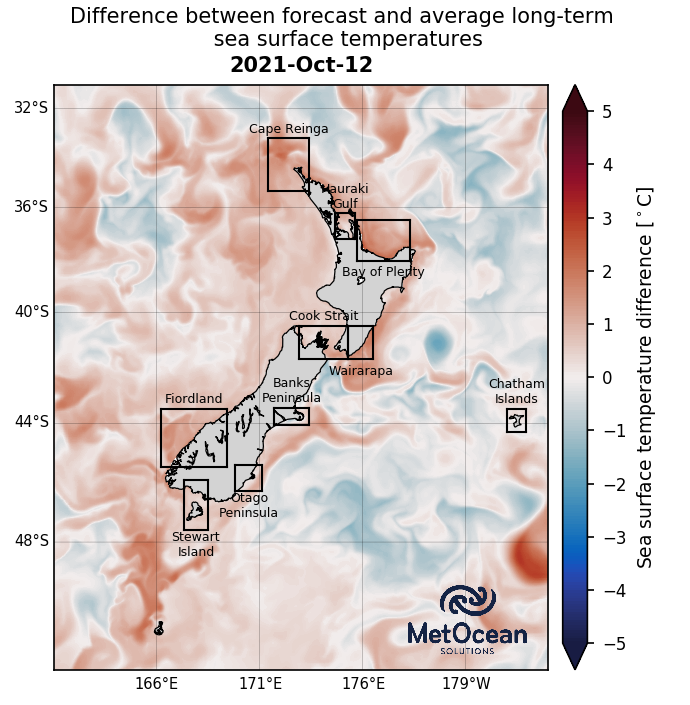 Difference between forecast and average long-term
sea surface temperatures
2021-Oct-12
32°S
36°S
40°S
44°S
48°S
Cape Reinga
Hauraki
Gulf
Bay of Plenty
Cook Strait
Wairarapa
Banks
Peninsula
Fiordland
Chatham
Islands
Otago
Peninsula
Stewart
Island
MetOcean
SOLUTIONS
166°E
171°E
176°E
179°W
5
4
3
2
1
0
−1
−2
−3
−4
−5
Sea surface temperature difference [°C]